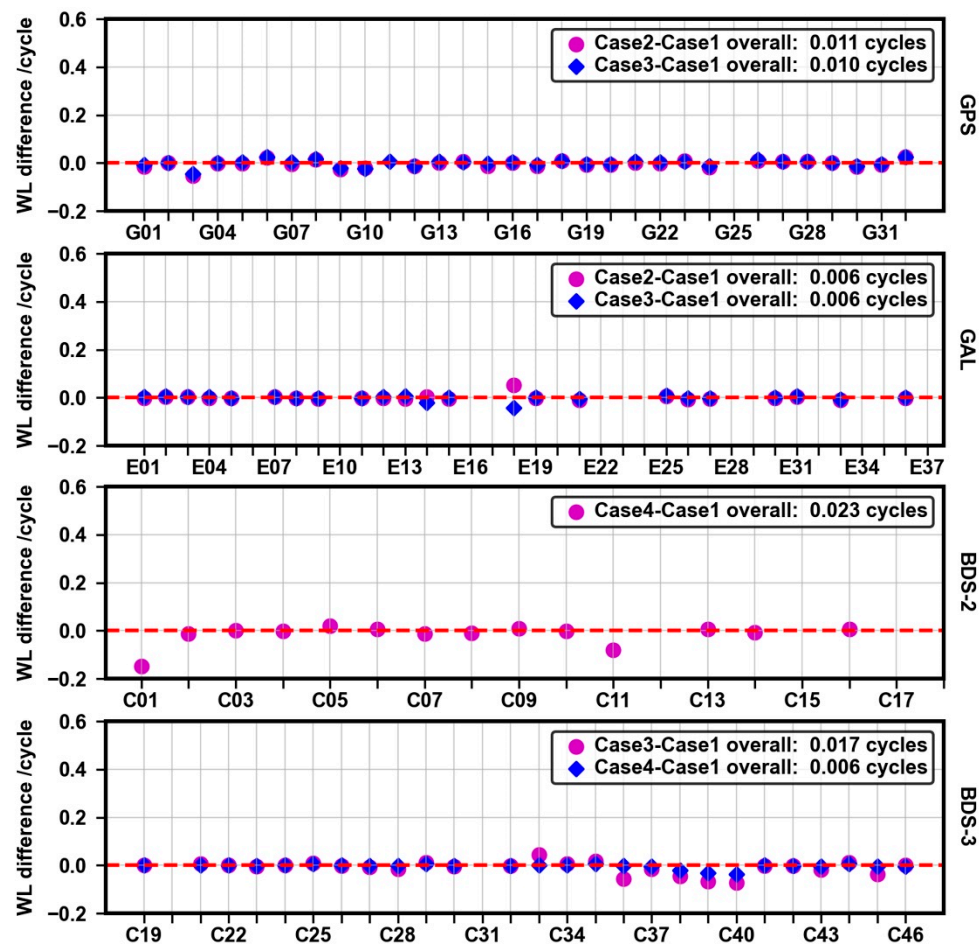 0.6
Case2-Case1 overall: 0.011 cycles
0.4
Case3-Case1 overall: 0.010 cycles
0.2
0.0
−0.2
WL difference /cycle
GPS
G01 G04 G07 G10 G13 G16 G19 G22 G25 G28 G31
0.6
Case2-Case1 overall: 0.006 cycles
0.4
Case3-Case1 overall: 0.006 cycles
0.2
0.0
−0.2
WL difference /cycle
GAL
E01 E04 E07 E10 E13 E16 E19 E22 E25 E28 E31 E34 E37
0.6
Case4-Case1 overall: 0.023 cycles
0.4
0.2
0.0
−0.2
WL difference /cycle
BDS-2
C01 C03 C05 C07 C09 C11 C13 C15 C17
0.6
Case3-Case1 overall: 0.017 cycles
0.4
Case4-Case1 overall: 0.006 cycles
0.2
0.0
−0.2
WL difference /cycle
BDS-3
C19 C22 C25 C28 C31 C34 C37 C40 C43 C46